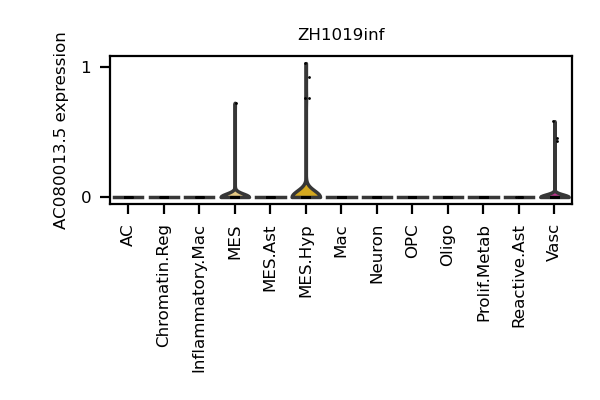 ZH1019inf
AC080013.5 expression
1
0
AC
Chromatin.Reg
Inflammatory.Mac
MES
MES.Ast
MES.Hyp
Mac
Neuron
OPC
Oligo
Prolif.Metab
Reactive.Ast
Vasc